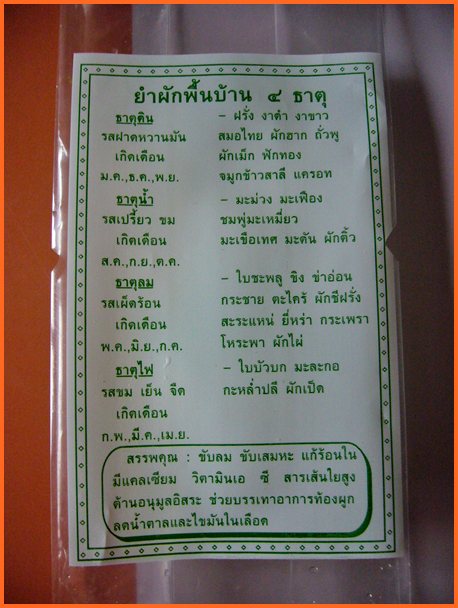 ยำผักพื้นบ้าน ๔ ธาตุ
ธาตุดิน – ฝรั่ง งาดำ งาขาว
รสฝาดหวานมัน สมอไทย ผักฮาก ถั่วพู
เกิดเดือน ผักเม็ก ฟักทอง
ม.ค.,ธ.ค.,พ.ย. จมูกข้าวสาลี แครอท
ธาตุน้ำ – มะม่วง มะเฟือง
รสเปรี้ยว ขม ชมพู่มะเหมี่ยว
เกิดเดือน มะเขือเทศ มะดัน ผักติ้ว
ส.ค.,ก.ย.,ต.ค.
ธาตุลม – ใบชะพลู ขิง ข่าอ่อน
รสเผ็ดร้อน กระชาย ตะไคร้ ผักชีฝรั่ง
เกิดเดือน สะระแหน่ ยี่หร่า กระเพรา
พ.ค.,มิ.ย.,ก.ค. โหระพา ผักไผ่
ธาตุไฟ – ใบบัวบก มะละกอ
รสขม เย็น จืด กะหล่ำปลี ผักเป็ด
เกิดเดือน
ก.พ.,มี.ค.,เม.ย.
สรรพคุณ : ขับลม ขับเสมหะ แก้ร้อนใน
มีแคลเซียม วิตามินเอ ซี สารเส้นใยสูง
ต้านอนุมูลอิสระ ช่วยบรรเทาอาการท้องผูก
ลดน้ำตาลและไขมันในเลือด